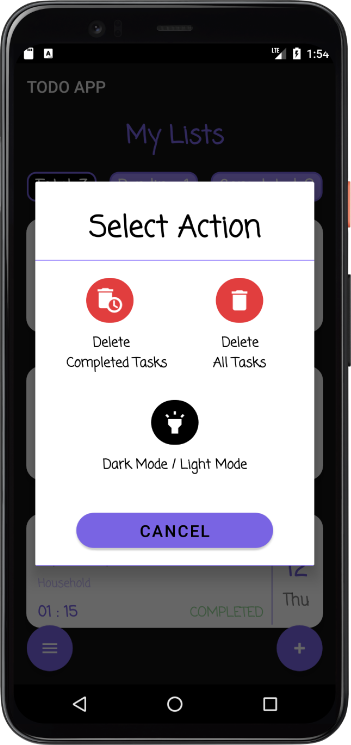 LTE 1:54
TODO APP
My Lists
Select Action
Delete
Completed Tasks
Delete
All Tasks
Dark Mode / Light Mode
CANCEL
12
Household
01 : 15
COMPLETED
Thu